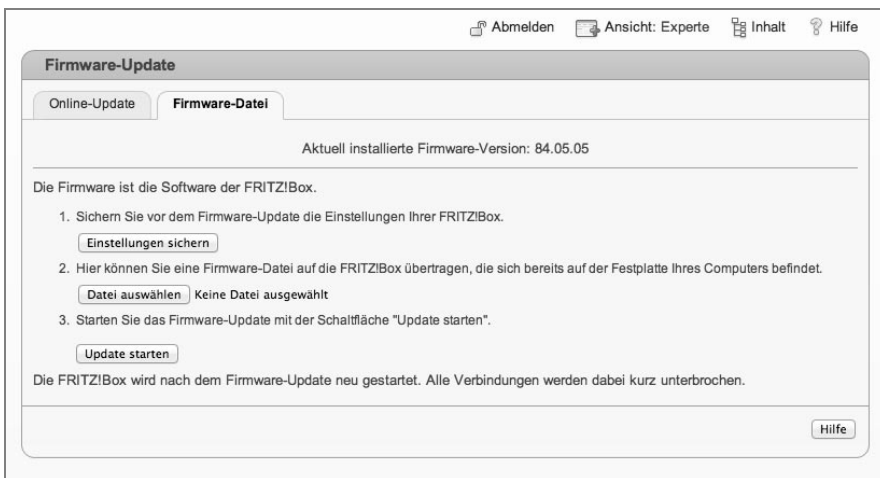 Abmelden Ansicht: Experte Inhalt Hilfe
Firmware-Update
Online-Update Firmware-Datei
Aktuell installierte Firmware-Version: 84.05.05
Die Firmware ist die Software der FRITZ!Box.
1. Sichern Sie vor dem Firmware-Update die Einstellungen Ihrer FRITZ!Box.
Einstellungen sichern
2. Hier können Sie eine Firmware-Datei auf die FRITZ!Box übertragen, die sich bereits auf der Festplatte Ihres Computers befindet.
Datei auswählen Keine Datei ausgewählt
3. Starten Sie das Firmware-Update mit der Schaltfläche "Update starten".
Update starten
Die FRITZ!Box wird nach dem Firmware-Update neu gestartet. Alle Verbindungen werden dabei kurz unterbrochen.
Hilfe